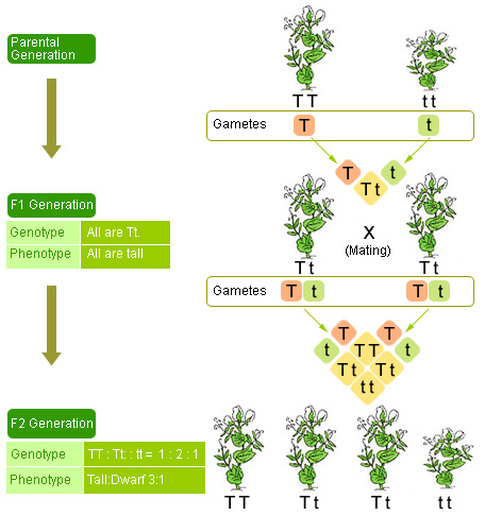 Parental
Generation
TT tt
Gametes T t
T t
Tt
F1 Generation
Genotype All are Tt.
Phenotype All are tall
X
(Mating)
Tt Tt
Gametes T t T t
T T
t TT t
Tt Tt
tt
F2 Generation
Genotype TT : Tt : tt = 1 : 2 : 1
Phenotype Tall:Dwarf 3:1
TT Tt Tt tt